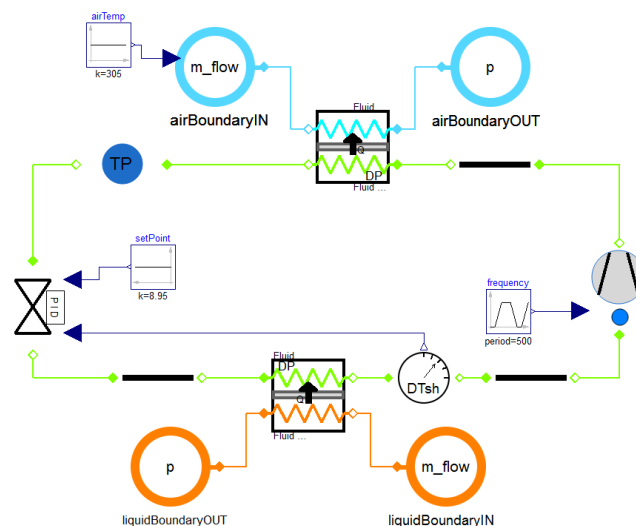 airTemp
k=305
m_flow
airBoundaryIN
p
airBoundaryOUT
Fluid
Q
DP
Fluid ...
TP
setPoint
k=8.95
PID
frequency
period=500
Fluid
DP
Q
Fluid ...
DTsh
p
liquidBoundaryOUT
m_flow
liquidBoundaryIN